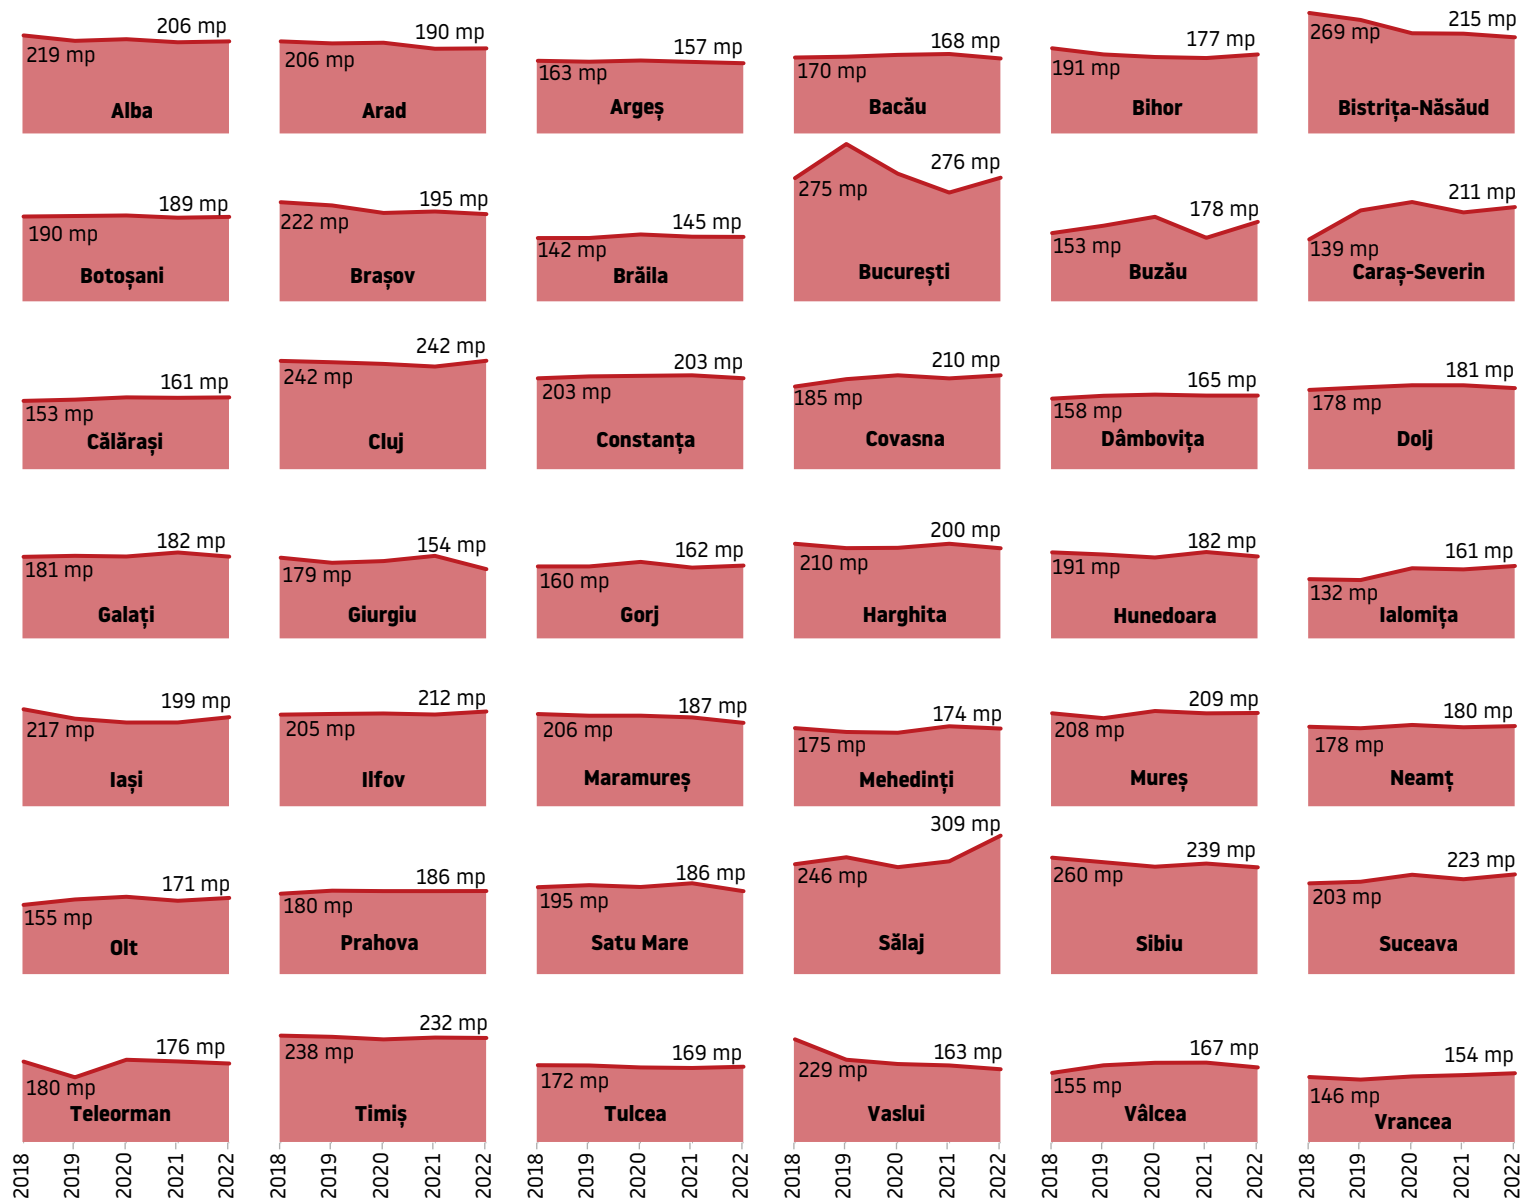 206 mp
219 mp
Alba
190 mp
206 mp
Arad
157 mp
163 mp
Argeș
168 mp
170 mp
Bacău
177 mp
191 mp
Bihor
215 mp
269 mp
Bistrița-Năsăud
189 mp
190 mp
Botoșani
195 mp
222 mp
Brașov
145 mp
142 mp
Brăila
276 mp
275 mp
București
178 mp
153 mp
Buzău
211 mp
139 mp
Caraș-Severin
161 mp
153 mp
Călărași
242 mp
242 mp
Cluj
203 mp
203 mp
Constanța
210 mp
185 mp
Covasna
165 mp
158 mp
Dâmbovița
181 mp
178 mp
Dolj
182 mp
181 mp
Galați
154 mp
179 mp
Giurgiu
162 mp
160 mp
Gorj
200 mp
210 mp
Harghita
182 mp
191 mp
Hunedoara
161 mp
132 mp
Ialomița
199 mp
217 mp
Iași
212 mp
205 mp
Ilfov
187 mp
206 mp
Maramureș
174 mp
175 mp
Mehedinți
209 mp
208 mp
Mureș
180 mp
178 mp
Neamț
171 mp
155 mp
Olt
186 mp
180 mp
Prahova
186 mp
195 mp
Satu Mare
309 mp
246 mp
Sălaj
239 mp
260 mp
Sibiu
223 mp
203 mp
Suceava
176 mp
180 mp
Teleorman
232 mp
238 mp
Timiș
169 mp
172 mp
Tulcea
163 mp
229 mp
Vaslui
167 mp
155 mp
Vâlcea
154 mp
146 mp
Vrancea
2018 2019 2020 2021 2022
2018 2019 2020 2021 2022
2018 2019 2020 2021 2022
2018 2019 2020 2021 2022
2018 2019 2020 2021 2022
2018 2019 2020 2021 2022